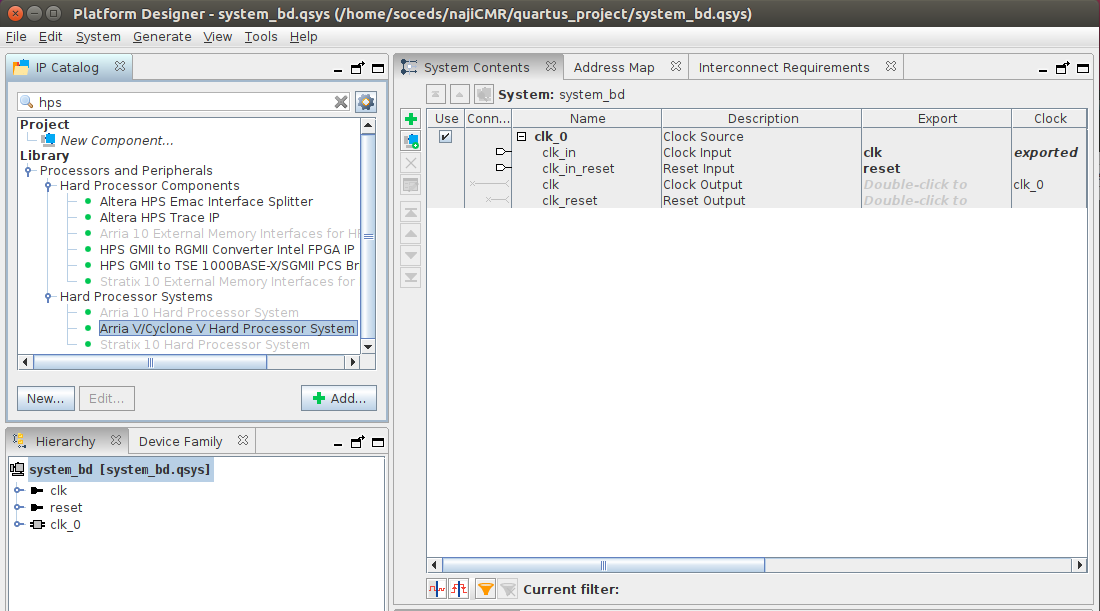 Platform Designer - system_bd.qsys (/home/soceds/najiCMR/quartus_project/system_bd.qsys)
File Edit System Generate View Tools Help
IP Catalog
hps
Project
New Component...
Library
Processors and Peripherals
Hard Processor Components
Altera HPS Emac Interface Splitter
Altera HPS Trace IP
Arria 10 External Memory Interfaces for HP
HPS GMII to RGMII Converter Intel FPGA IP
HPS GMII to TSE 1000BASE-X/SGMII PCS Br
Stratix 10 External Memory Interfaces for
Hard Processor Systems
Arria 10 Hard Processor System
Arria V/Cyclone V Hard Processor System
Stratix 10 Hard Processor System
New... Edit... Add...
Hierarchy Device Family
system_bd [system_bd.qsys]
clk
reset
clk_0
System Contents Address Map Interconnect Requirements
System: system_bd
Use Conn... Name Description Export Clock
clk_0 Clock Source
clk_in Clock Input clk exported
clk_in_reset Reset Input reset
clk Clock Output Double-click to clk_0
clk_reset Reset Output Double-click to
Current filter: